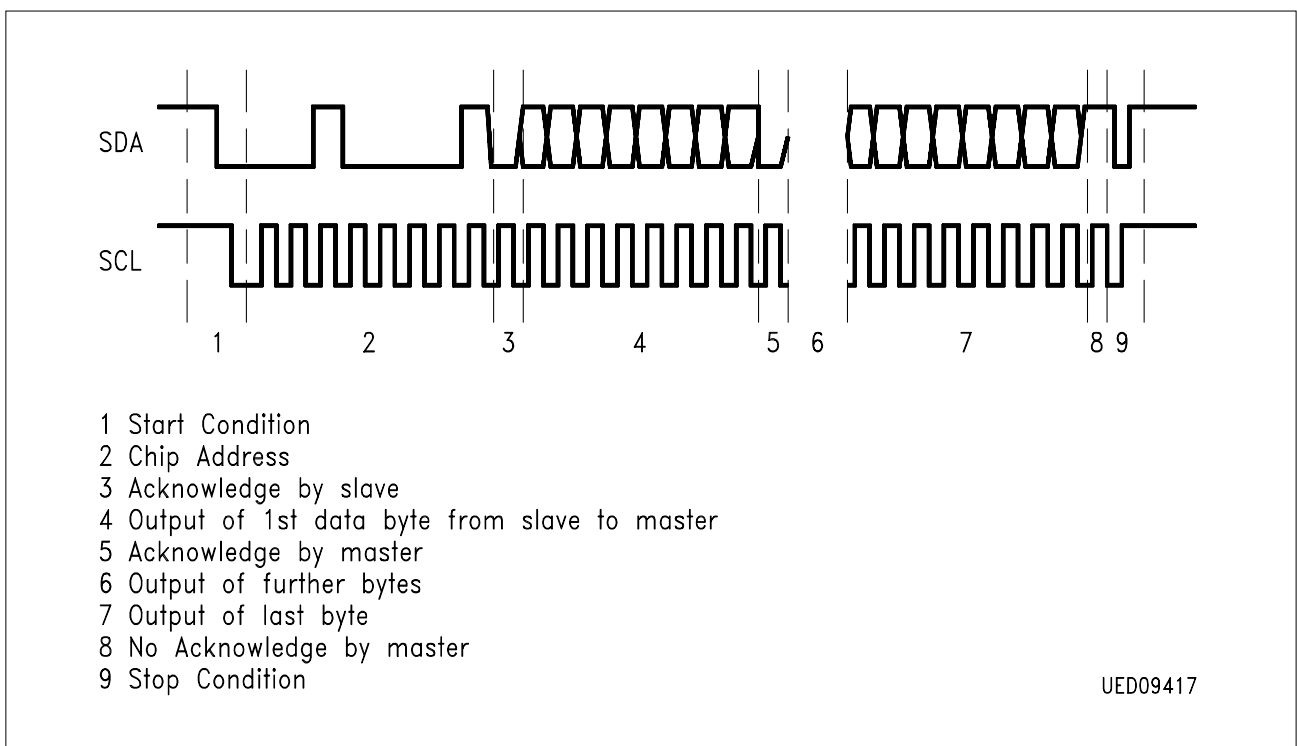 SDA
SCL
1 2 3 4 5 6 7 8 9
1 Start Condition
2 Chip Address
3 Acknowledge by slave
4 Output of 1st data byte from slave to master
5 Acknowledge by master
6 Output of further bytes
7 Output of last byte
8 No Acknowledge by master
9 Stop Condition
UED09417